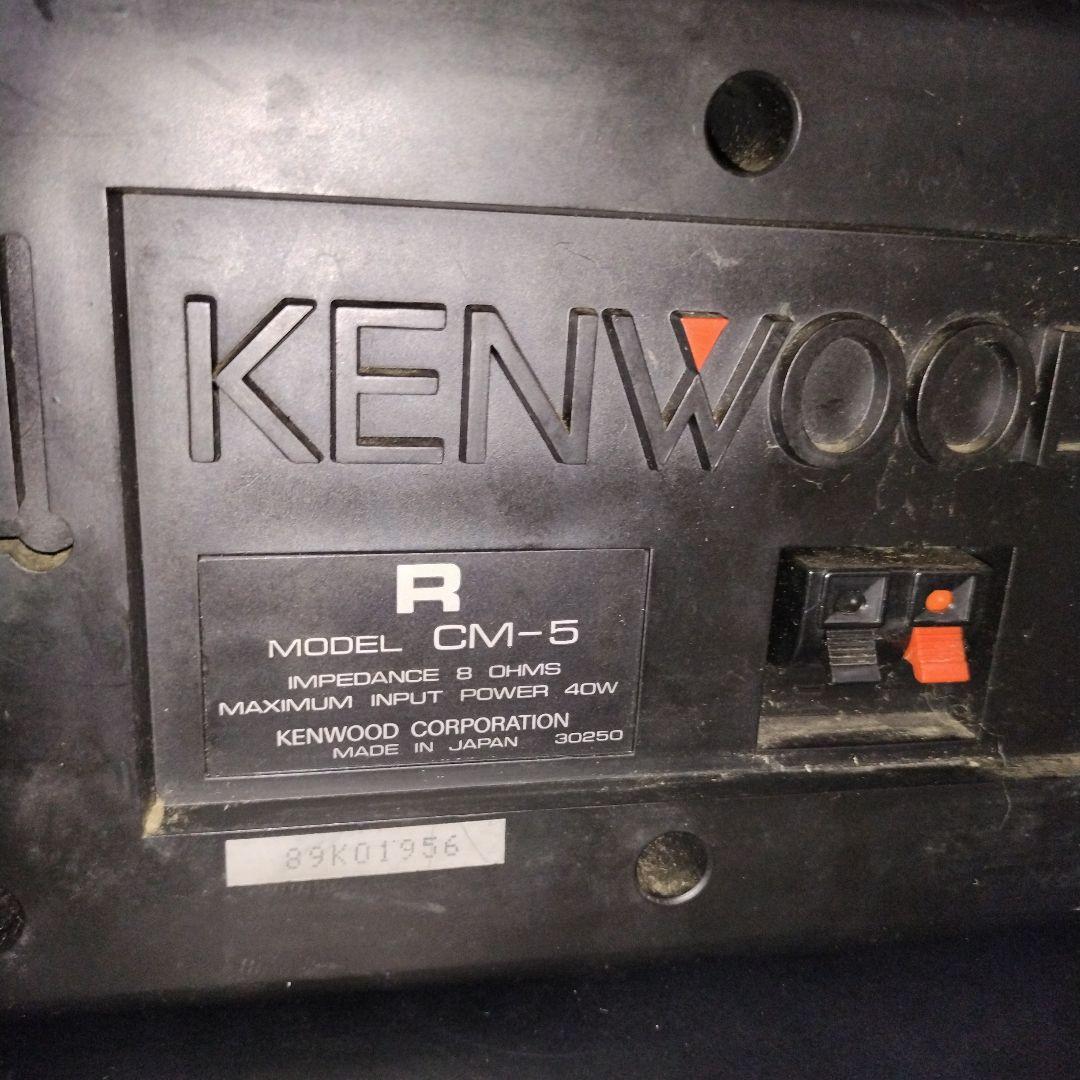 KENWOOD
R
MODEL CM-5
IMPEDANCE 8 OHMS
MAXIMUM INPUT POWER 40W
KENWOOD CORPORATION
MADE IN JAPAN 30250
89K01956